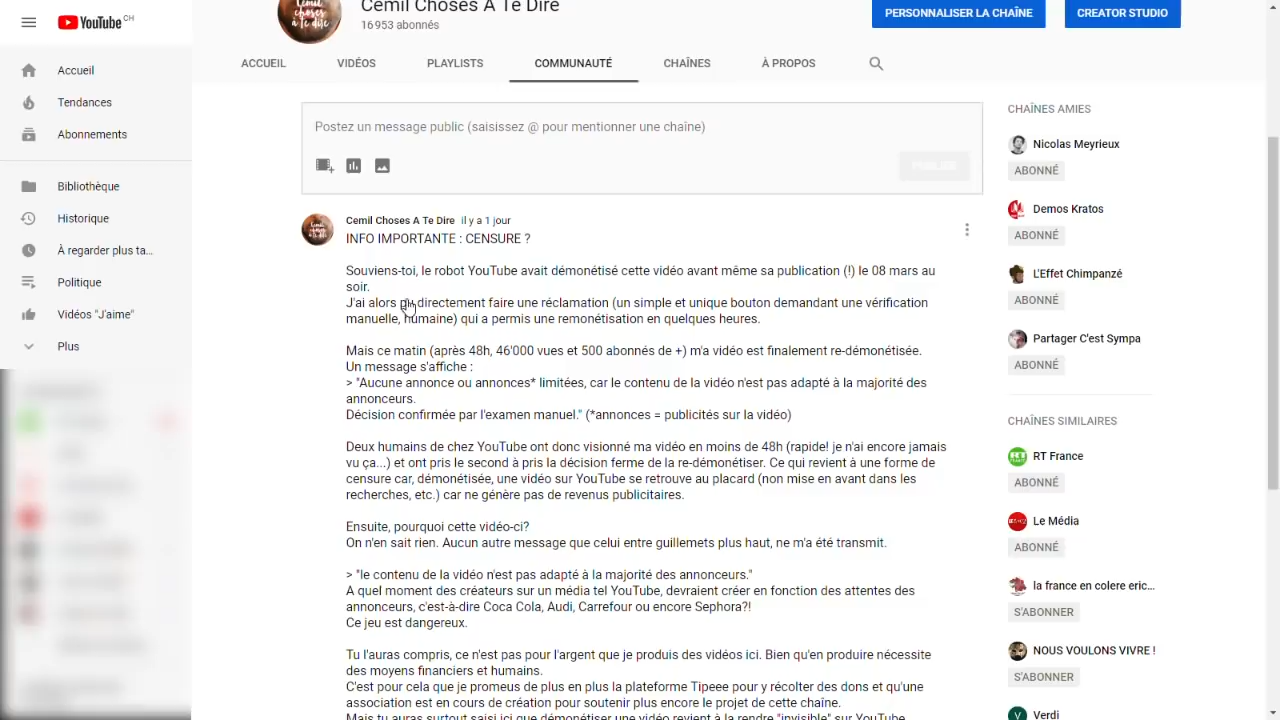 YouTube CH
Cemil Choses A Te Dire
16 953 abonnés
PERSONNALISER LA CHAÎNE
CREATOR STUDIO
ACCUEIL
VIDÉOS
PLAYLISTS
COMMUNAUTÉ
CHAÎNES
À PROPOS
Accueil
Tendances
Abonnements
Bibliothèque
Historique
À regarder plus ta...
Politique
Vidéos "J'aime"
Plus
Postez un message public (saisissez @ pour mentionner une chaîne)
PUBLIER
Cemil Choses A Te Dire il y a 1 jour
INFO IMPORTANTE : CENSURE ?
Souviens-toi, le robot YouTube avait démonétisé cette vidéo avant même sa publication (!) le 08 mars au
soir.
J'ai alors pu directement faire une réclamation (un simple et unique bouton demandant une vérification
manuelle, humaine) qui a permis une remonétisation en quelques heures.
Mais ce matin (après 48h, 46'000 vues et 500 abonnés de +) m'a vidéo est finalement re-démonétisée.
Un message s'affiche :
> "Aucune annonce ou annonces* limitées, car le contenu de la vidéo n'est pas adapté à la majorité des
annonceurs.
Décision confirmée par l'examen manuel." (*annonces = publicités sur la vidéo)
Deux humains de chez YouTube ont donc visionné ma vidéo en moins de 48h (rapide! je n'ai encore jamais
vu ça...) et ont pris le second à pris la décision ferme de la re-démonétiser. Ce qui revient à une forme de
censure car, démonétisée, une vidéo sur YouTube se retrouve au placard (non mise en avant dans les
recherches, etc.) car ne génère pas de revenus publicitaires.
Ensuite, pourquoi cette vidéo-ci?
On n'en sait rien. Aucun autre message que celui entre guillemets plus haut, ne m'a été transmit.
> "le contenu de la vidéo n'est pas adapté à la majorité des annonceurs."
A quel moment des créateurs sur un média tel YouTube, devraient créer en fonction des attentes des
annonceurs, c'est-à-dire Coca Cola, Audi, Carrefour ou encore Sephora?!
Ce jeu est dangereux.
Tu l'auras compris, ce n'est pas pour l'argent que je produis des vidéos ici. Bien qu'en produire nécessite
des moyens financiers et humains.
C'est pour cela que je promeus de plus en plus la plateforme Tipeee pour y récolter des dons et qu'une
association est en cours de création pour soutenir plus encore le projet de cette chaîne.
Mais tu auras surtout saisi ici que démonétiser une vidéo revient à la rendre "invisible" sur YouTube
CHAÎNES AMIES
Nicolas Meyrieux
ABONNÉ
Demos Kratos
ABONNÉ
L'Effet Chimpanzé
ABONNÉ
Partager C'est Sympa
ABONNÉ
CHAÎNES SIMILAIRES
RT France
ABONNÉ
Le Média
ABONNÉ
la france en colere eric...
S'ABONNER
NOUS VOULONS VIVRE !
S'ABONNER
Verdi